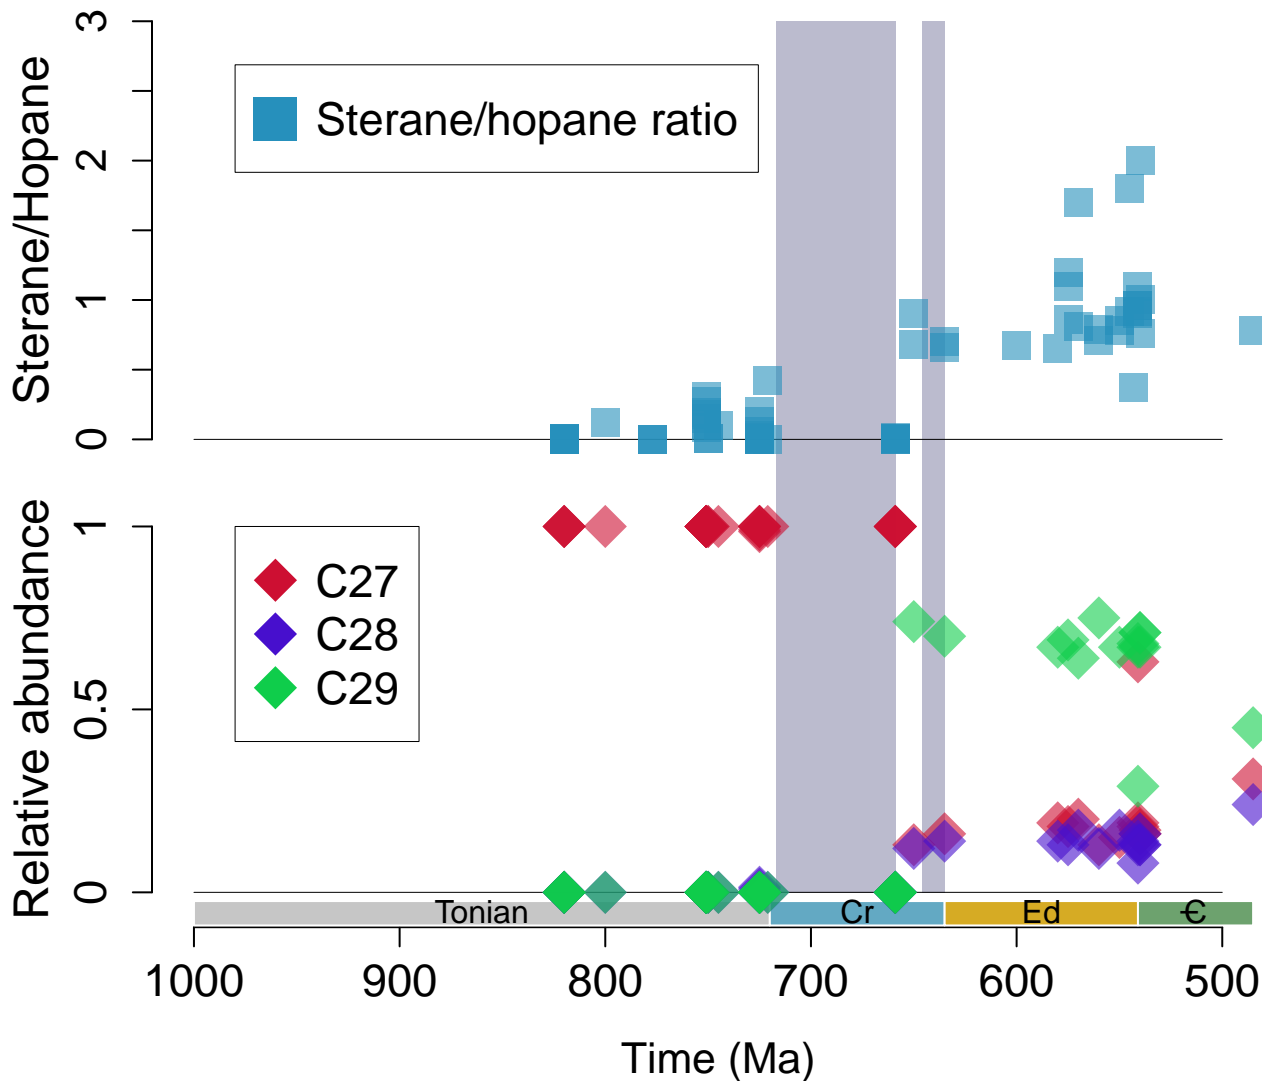 Sterane/Hopane
3
2
1
0
Sterane/hopane ratio
Relative abundance
1
0.5
0
C27
C28
C29
Tonian Cr Ed Ꞓ
1000 900 800 700 600 500
Time (Ma)